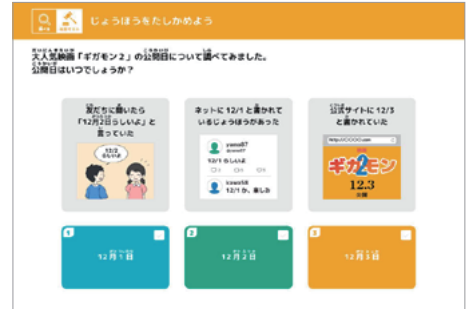 じょうほうをたしかめよう
大人気映画「ギガモン2」の公開日について調べてみました。
公開日はいつでしょうか？
友だちに聞いたら
「12月2日らしいよ」と
言っていた
12/2
らしいよ
ネットに 12/1 と書かれて
いるじょうほうがあった
yamada87
12/1 らしいよ
12/1 か、楽しみ
公式サイトに 12/3
と書かれていた
ギガモン
2
12.3
公開
1
12月1日
2
12月2日
3
12月3日